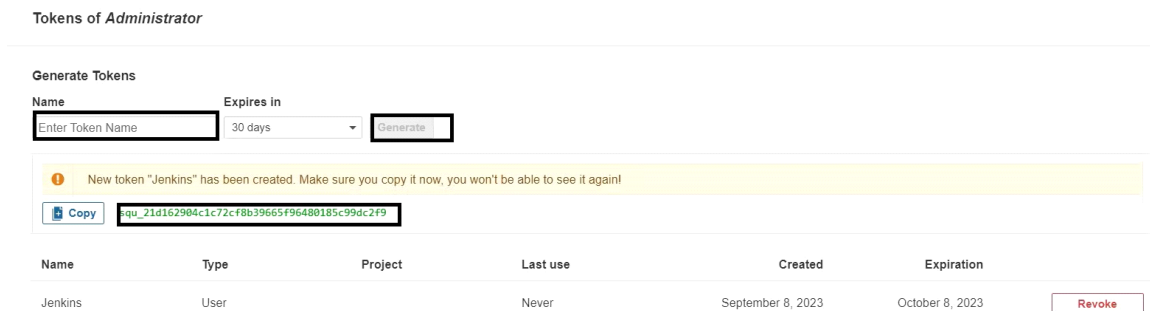 Tokens of Administrator
Generate Tokens
Name Expires in
Enter Token Name 30 days Generate
New token "Jenkins" has been created. Make sure you copy it now, you won't be able to see it again!
Copy squ_21d162904c1c72cf8b39665f96480185c99dc2f9
Name Type Project Last use Created Expiration
Jenkins User Never September 8, 2023 October 8, 2023 Revoke